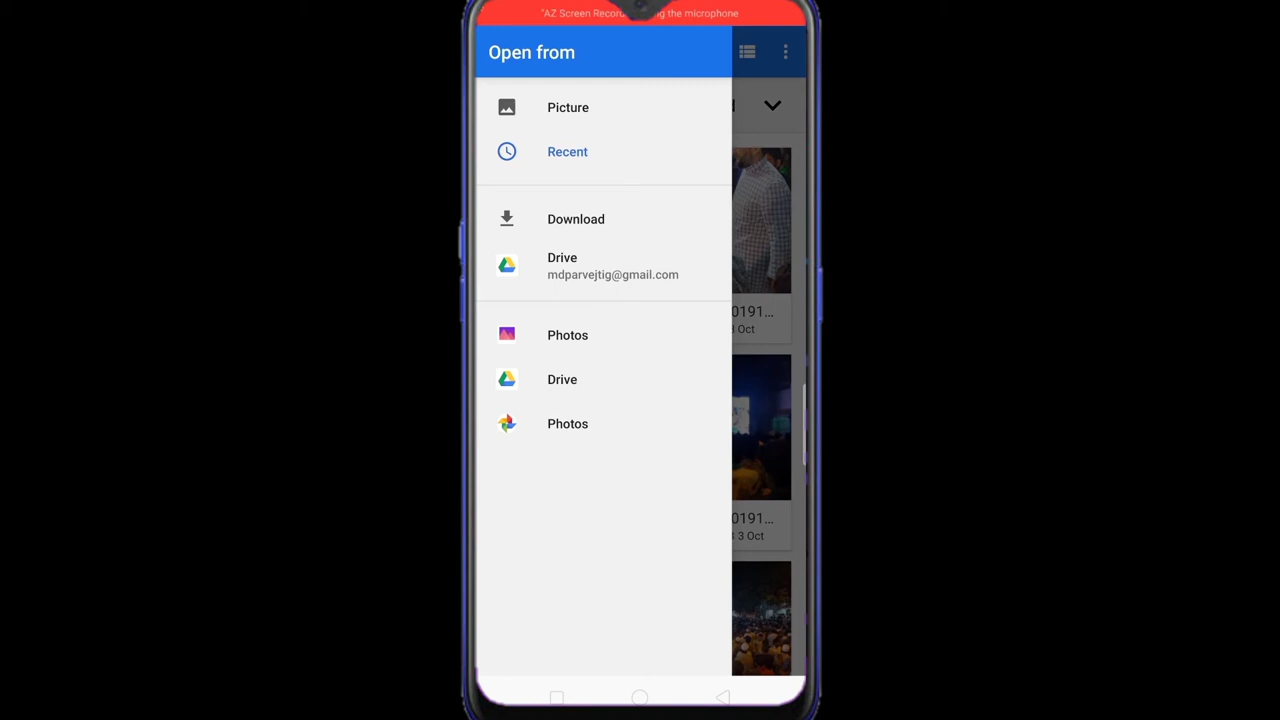 "AZ Screen Recor g the microphone
Open from
Picture
Recent
Download
Drive
mdparvejtig@gmail.com
Photos
Drive
Photos
0191...
3 Oct
0191...
3 Oct